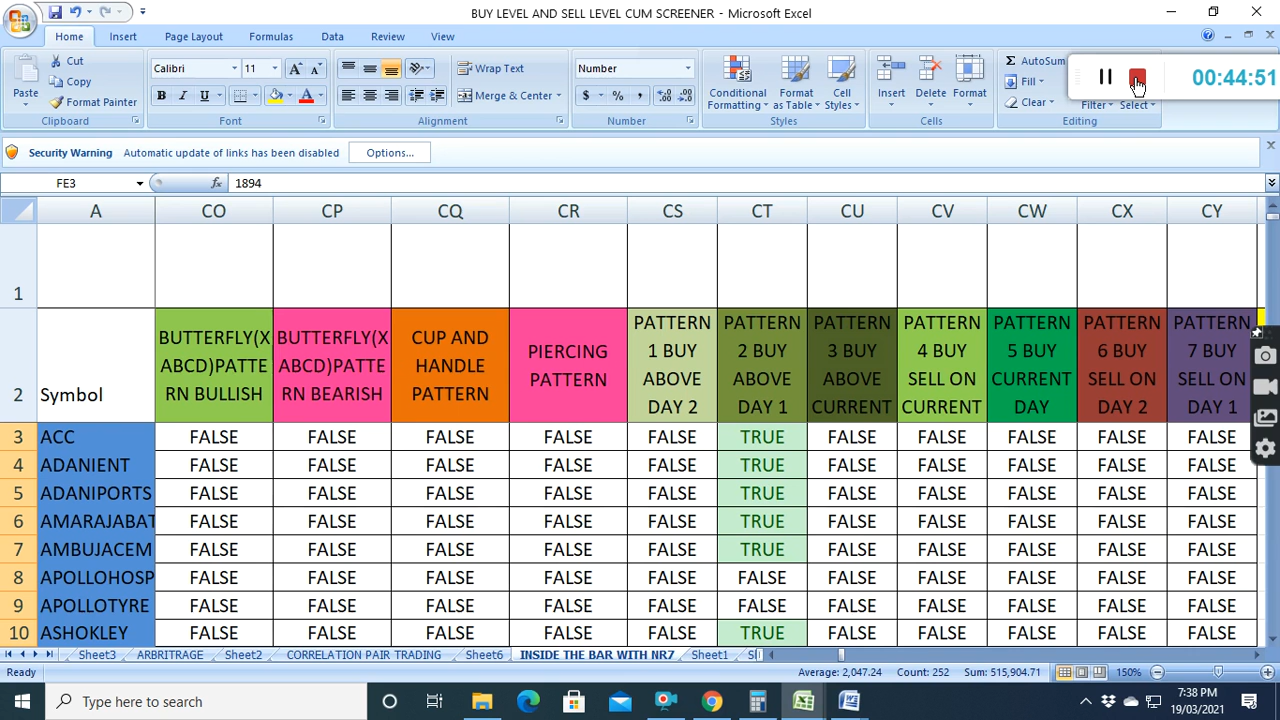 BUY LEVEL AND SELL LEVEL CUM SCREENER - Microsoft Excel
Home Insert Page Layout Formulas Data Review View
Paste Cut Copy Format Painter Clipboard
Calibri 11 A A B I U A Font
Wrap Text Merge & Center Alignment
Number $ % , Number
Conditional Formatting Format as Table Cell Styles Styles
Insert Delete Format Cells
Σ AutoSum Fill Clear Filter Select Editing
00:44:51
Security Warning Automatic update of links has been disabled Options...
FE3 fx 1894
A CO CP CQ CR CS CT CU CV CW CX CY
1
2 Symbol
BUTTERFLY(X
ABCD)PATTE
RN BULLISH
BUTTERFLY(X
ABCD)PATTE
RN BEARISH
CUP AND
HANDLE
PATTERN
PIERCING
PATTERN
PATTERN
1 BUY
ABOVE
DAY 2
PATTERN
2 BUY
ABOVE
DAY 1
PATTERN
3 BUY
ABOVE
CURRENT
PATTERN
4 BUY
SELL ON
CURRENT
PATTERN
5 BUY
CURRENT
DAY
PATTERN
6 BUY
SELL ON
DAY 2
PATTERN
7 BUY
SELL ON
DAY 1
3 ACC FALSE FALSE FALSE FALSE FALSE TRUE FALSE FALSE FALSE FALSE FALSE
4 ADANIENT FALSE FALSE FALSE FALSE FALSE TRUE FALSE FALSE FALSE FALSE FALSE
5 ADANIPORTS FALSE FALSE FALSE FALSE FALSE TRUE FALSE FALSE FALSE FALSE FALSE
6 AMARAJABAT FALSE FALSE FALSE FALSE FALSE TRUE FALSE FALSE FALSE FALSE FALSE
7 AMBUJACEM FALSE FALSE FALSE FALSE FALSE TRUE FALSE FALSE FALSE FALSE FALSE
8 APOLLOHOSP FALSE FALSE FALSE FALSE FALSE FALSE FALSE FALSE FALSE FALSE FALSE
9 APOLLOTYRE FALSE FALSE FALSE FALSE FALSE FALSE FALSE FALSE FALSE FALSE FALSE
10 ASHOKLEY FALSE FALSE FALSE FALSE FALSE TRUE FALSE FALSE FALSE FALSE FALSE
Sheet3 ARBRITRAGE Sheet2 CORRELATION PAIR TRADING Sheet6 INSIDE THE BAR WITH NR7 Sheet1
Ready Average: 2,047.24 Count: 252 Sum: 515,904.71 150%
Type here to search
7:38 PM
19/03/2021